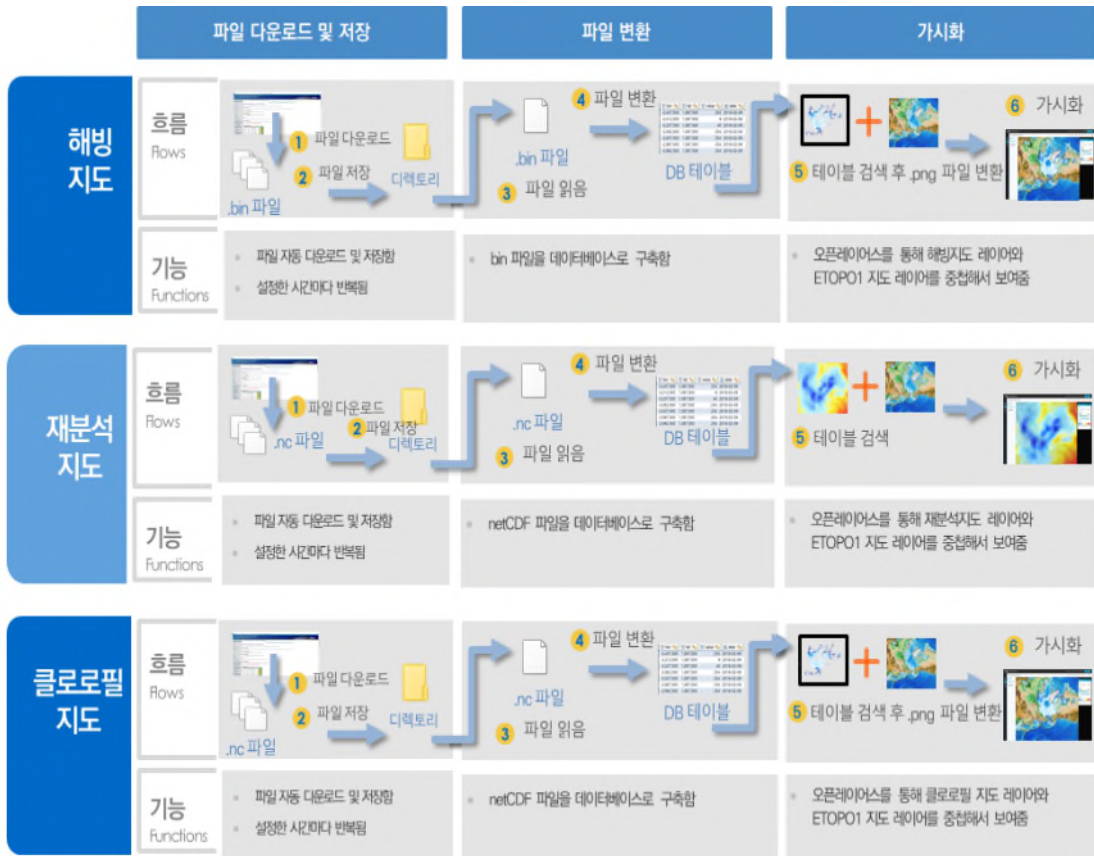 파일 다운로드 및 저장
파일 변환
가시화
해빙
지도
흐름
Flows
1 파일 다운로드
2 파일 저장
.bin 파일
디렉토리
.bin 파일
3 파일 읽음
4 파일 변환
DB 테이블
5 테이블 검색 후 .png 파일 변환
6 가시화
기능
Functions
파일 자동 다운로드 및 저장함
설정한 시간마다 반복됨
bin 파일을 데이터베이스로 구축함
오픈레이어스를 통해 해빙지도 레이어와
ETOPO1 지도 레이어를 중첩해서 보여줌
재분석
지도
흐름
Flows
1 파일 다운로드
2 파일 저장
.nc 파일
디렉토리
.nc 파일
3 파일 읽음
4 파일 변환
DB 테이블
5 테이블 검색
6 가시화
기능
Functions
파일 자동 다운로드 및 저장함
설정한 시간마다 반복됨
netCDF 파일을 데이터베이스로 구축함
오픈레이어스를 통해 재분석지도 레이어와
ETOPO1 지도 레이어를 중첩해서 보여줌
클로로필
지도
흐름
Flows
1 파일 다운로드
2 파일 저장
.nc 파일
디렉토리
.nc 파일
3 파일 읽음
4 파일 변환
DB 테이블
5 테이블 검색 후 .png 파일 변환
6 가시화
기능
Functions
파일 자동 다운로드 및 저장함
설정한 시간마다 반복됨
netCDF 파일을 데이터베이스로 구축함
오픈레이어스를 통해 클로로필 지도 레이어와
ETOPO1 지도 레이어를 중첩해서 보여줌